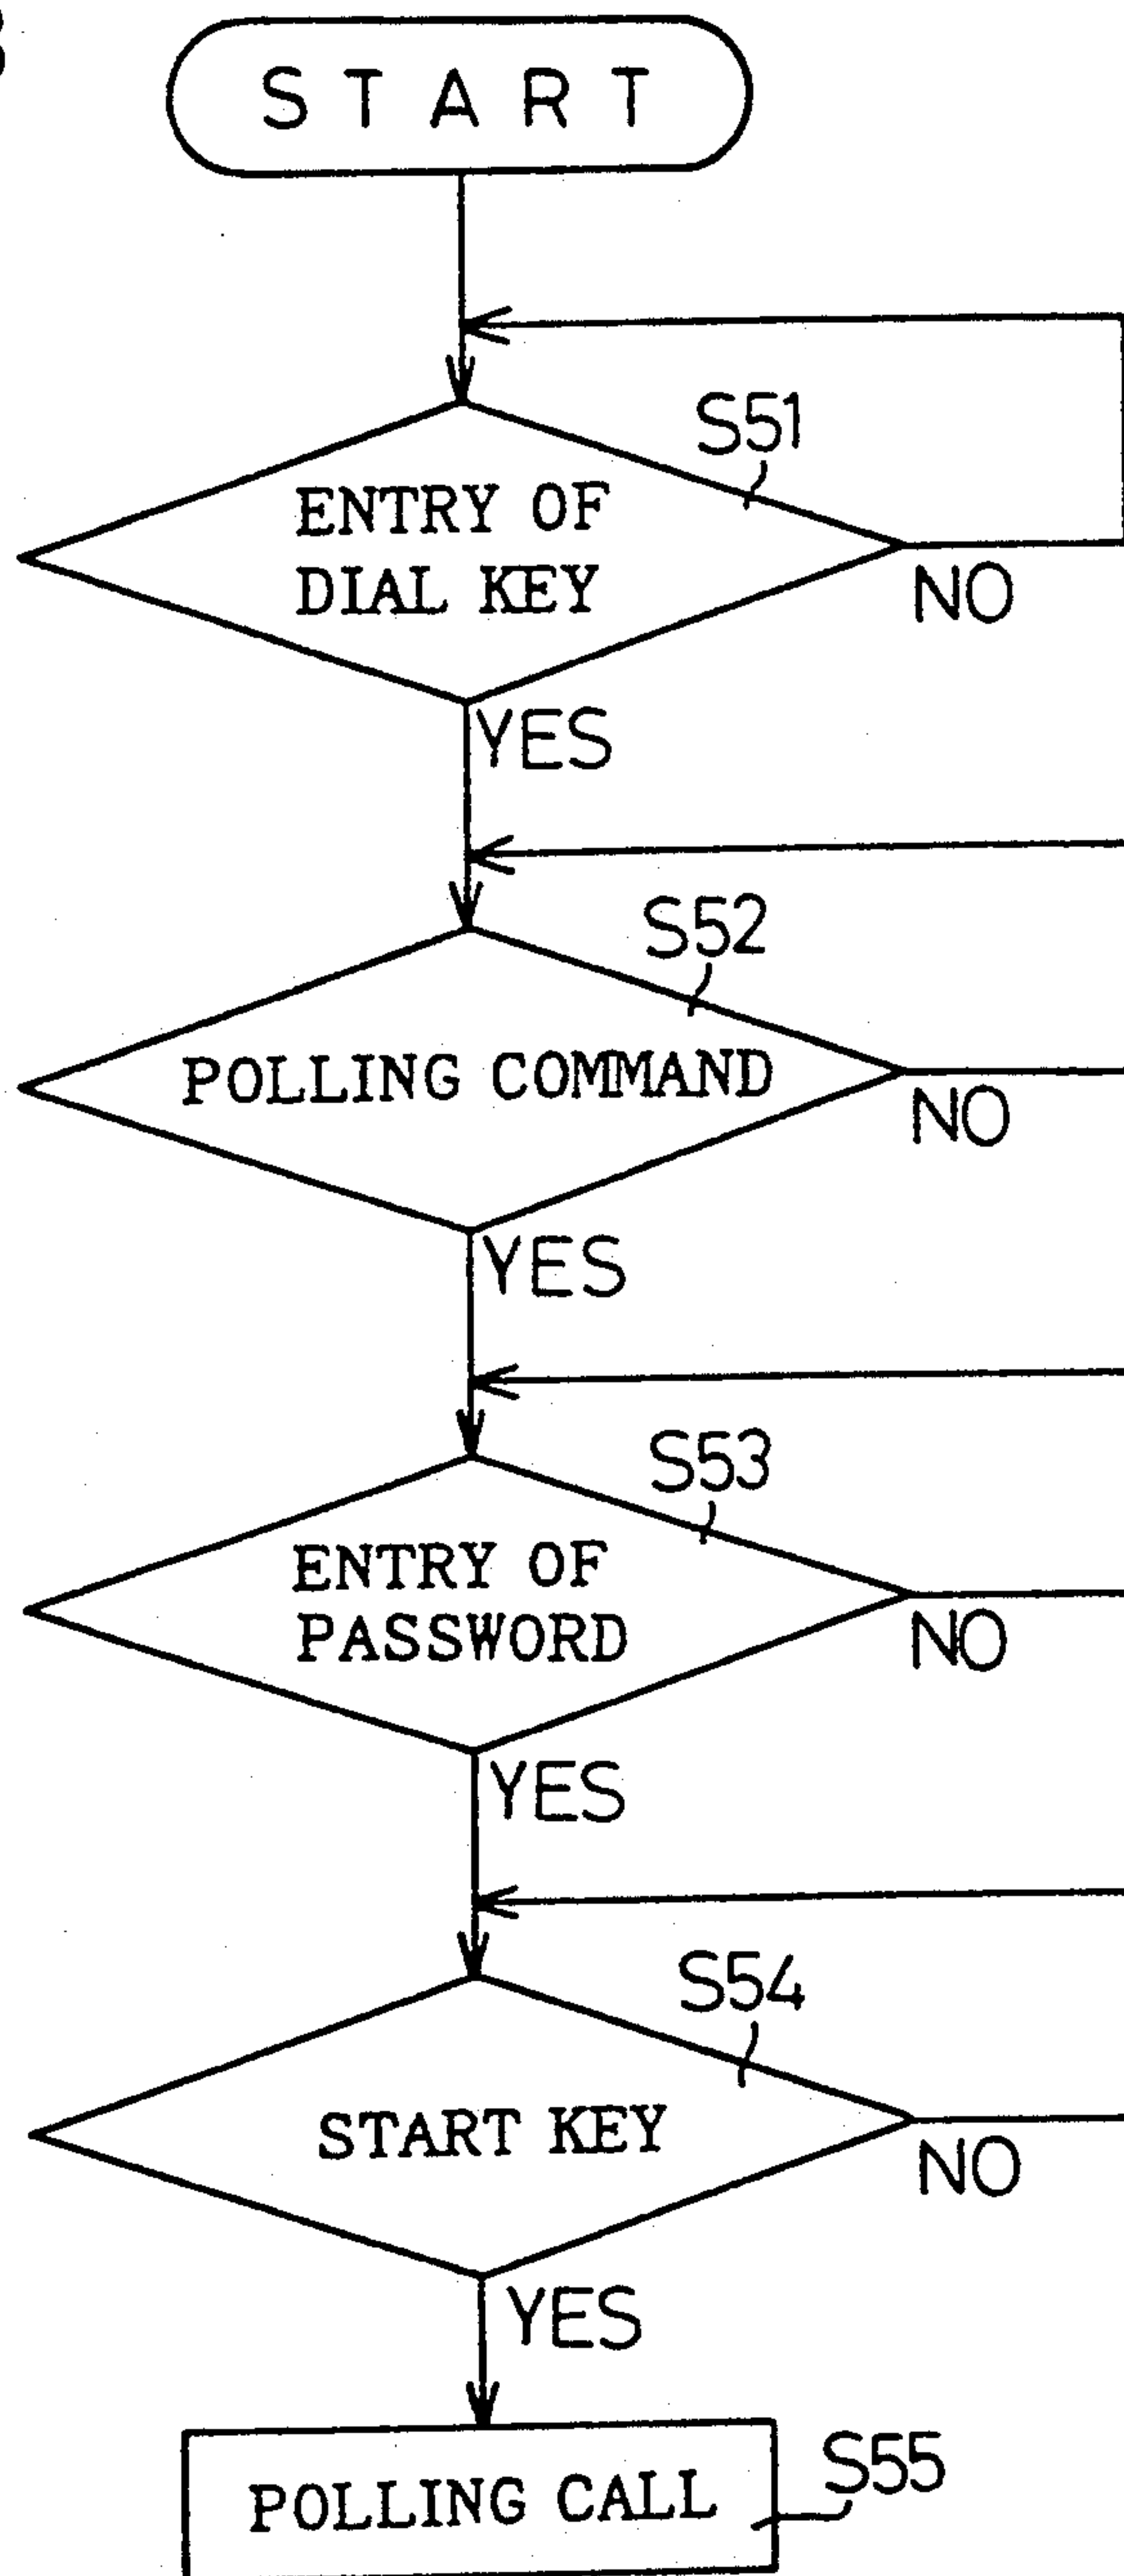 START
S51
ENTRY OF
DIAL KEY
NO
YES
S52
POLLING COMMAND
NO
YES
S53
ENTRY OF
PASSWORD
NO
YES
S54
START KEY
NO
YES
POLLING CALL
S55